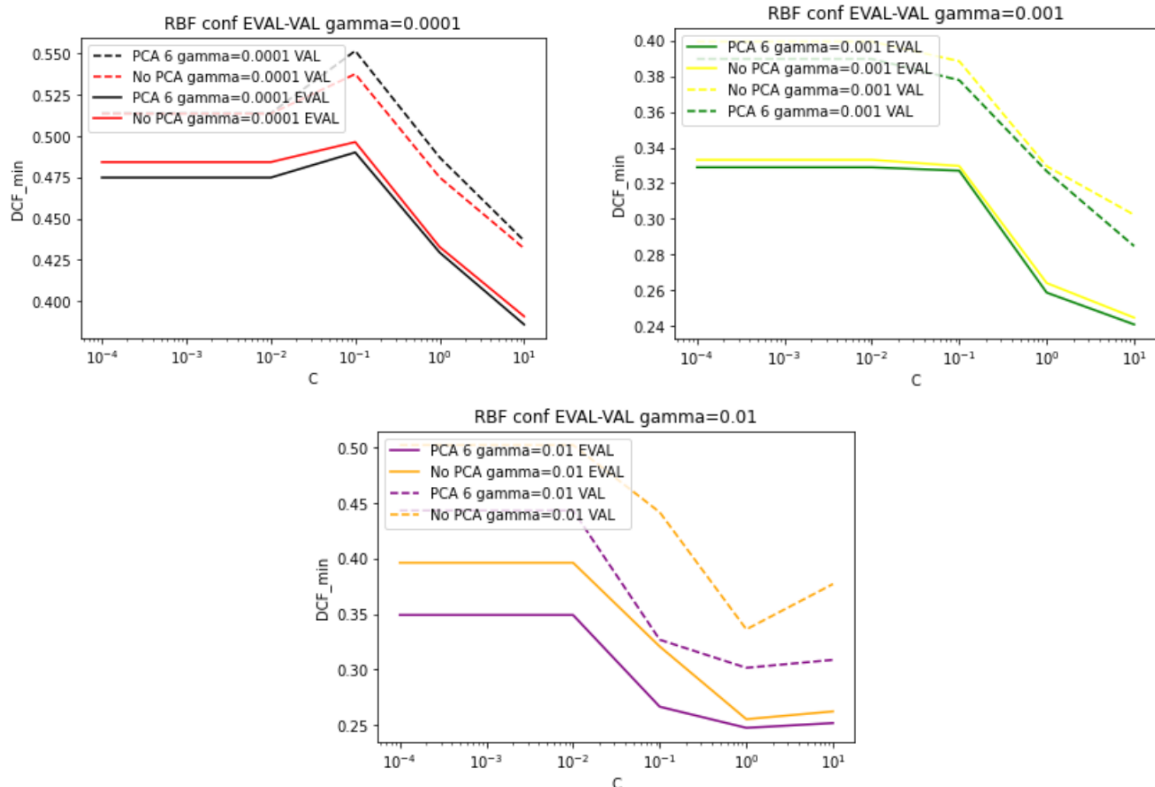 RBF conf EVAL-VAL gamma=0.0001
DCF_min
0.550
0.525
0.500
0.475
0.450
0.425
0.400
PCA 6 gamma=0.0001 VAL
No PCA gamma=0.0001 VAL
PCA 6 gamma=0.0001 EVAL
No PCA gamma=0.0001 EVAL
10⁻⁴ 10⁻³ 10⁻² 10⁻¹ 10⁰ 10¹
C
RBF conf EVAL-VAL gamma=0.001
DCF_min
0.40
0.38
0.36
0.34
0.32
0.30
0.28
0.26
0.24
PCA 6 gamma=0.001 EVAL
No PCA gamma=0.001 EVAL
No PCA gamma=0.001 VAL
PCA 6 gamma=0.001 VAL
10⁻⁴ 10⁻³ 10⁻² 10⁻¹ 10⁰ 10¹
C
RBF conf EVAL-VAL gamma=0.01
DCF_min
0.50
0.45
0.40
0.35
0.30
0.25
PCA 6 gamma=0.01 EVAL
No PCA gamma=0.01 EVAL
PCA 6 gamma=0.01 VAL
No PCA gamma=0.01 VAL
10⁻⁴ 10⁻³ 10⁻² 10⁻¹ 10⁰ 10¹
C